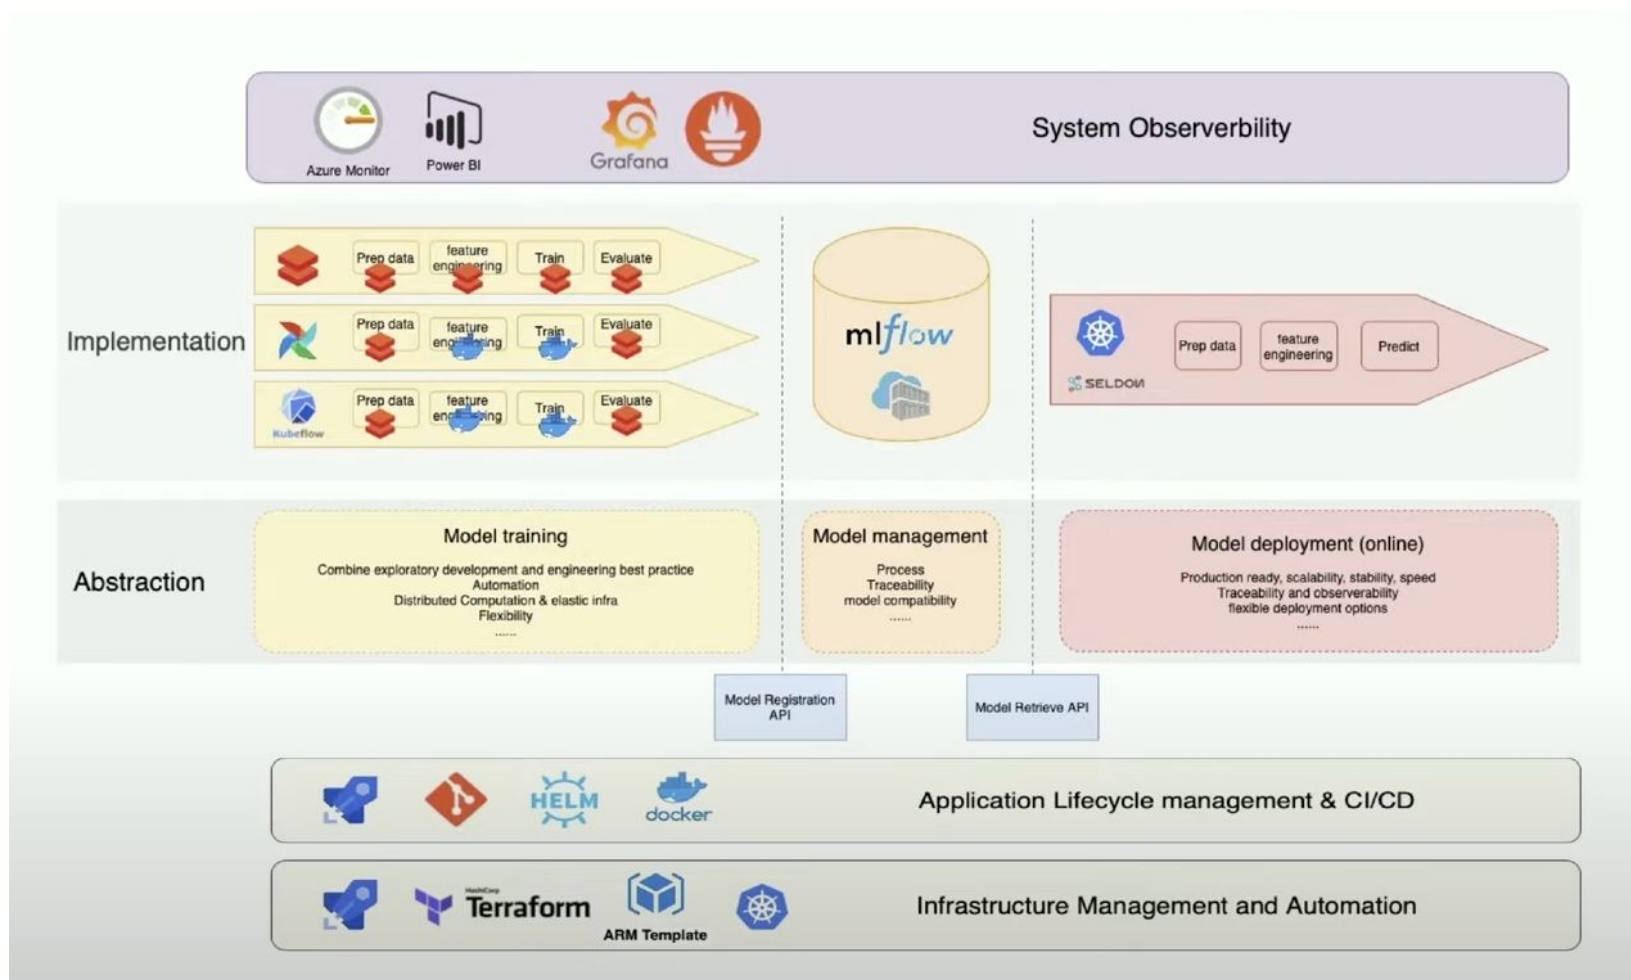 System Observerbility
Azure Monitor
Power BI
Grafana
Implementation
Prep data
feature
engineering
Train
Evaluate
Prep data
feature
engineering
Train
Evaluate
Kubeflow
Prep data
feature
engineering
Train
Evaluate
mlflow
SELDON
Prep data
feature
engineering
Predict
Abstraction
Model training
Combine exploratory development and engineering best practice
Automation
Distributed Computation & elastic infra
Flexibility
......
Model management
Process
Traceability
model compatibility
......
Model deployment (online)
Production ready, scalability, stability, speed
Traceability and observerability
flexible deployment options
......
Model Registration
API
Model Retrieve API
HELM
docker
Application Lifecycle management & CI/CD
HashiCorp
Terraform
ARM Template
Infrastructure Management and Automation